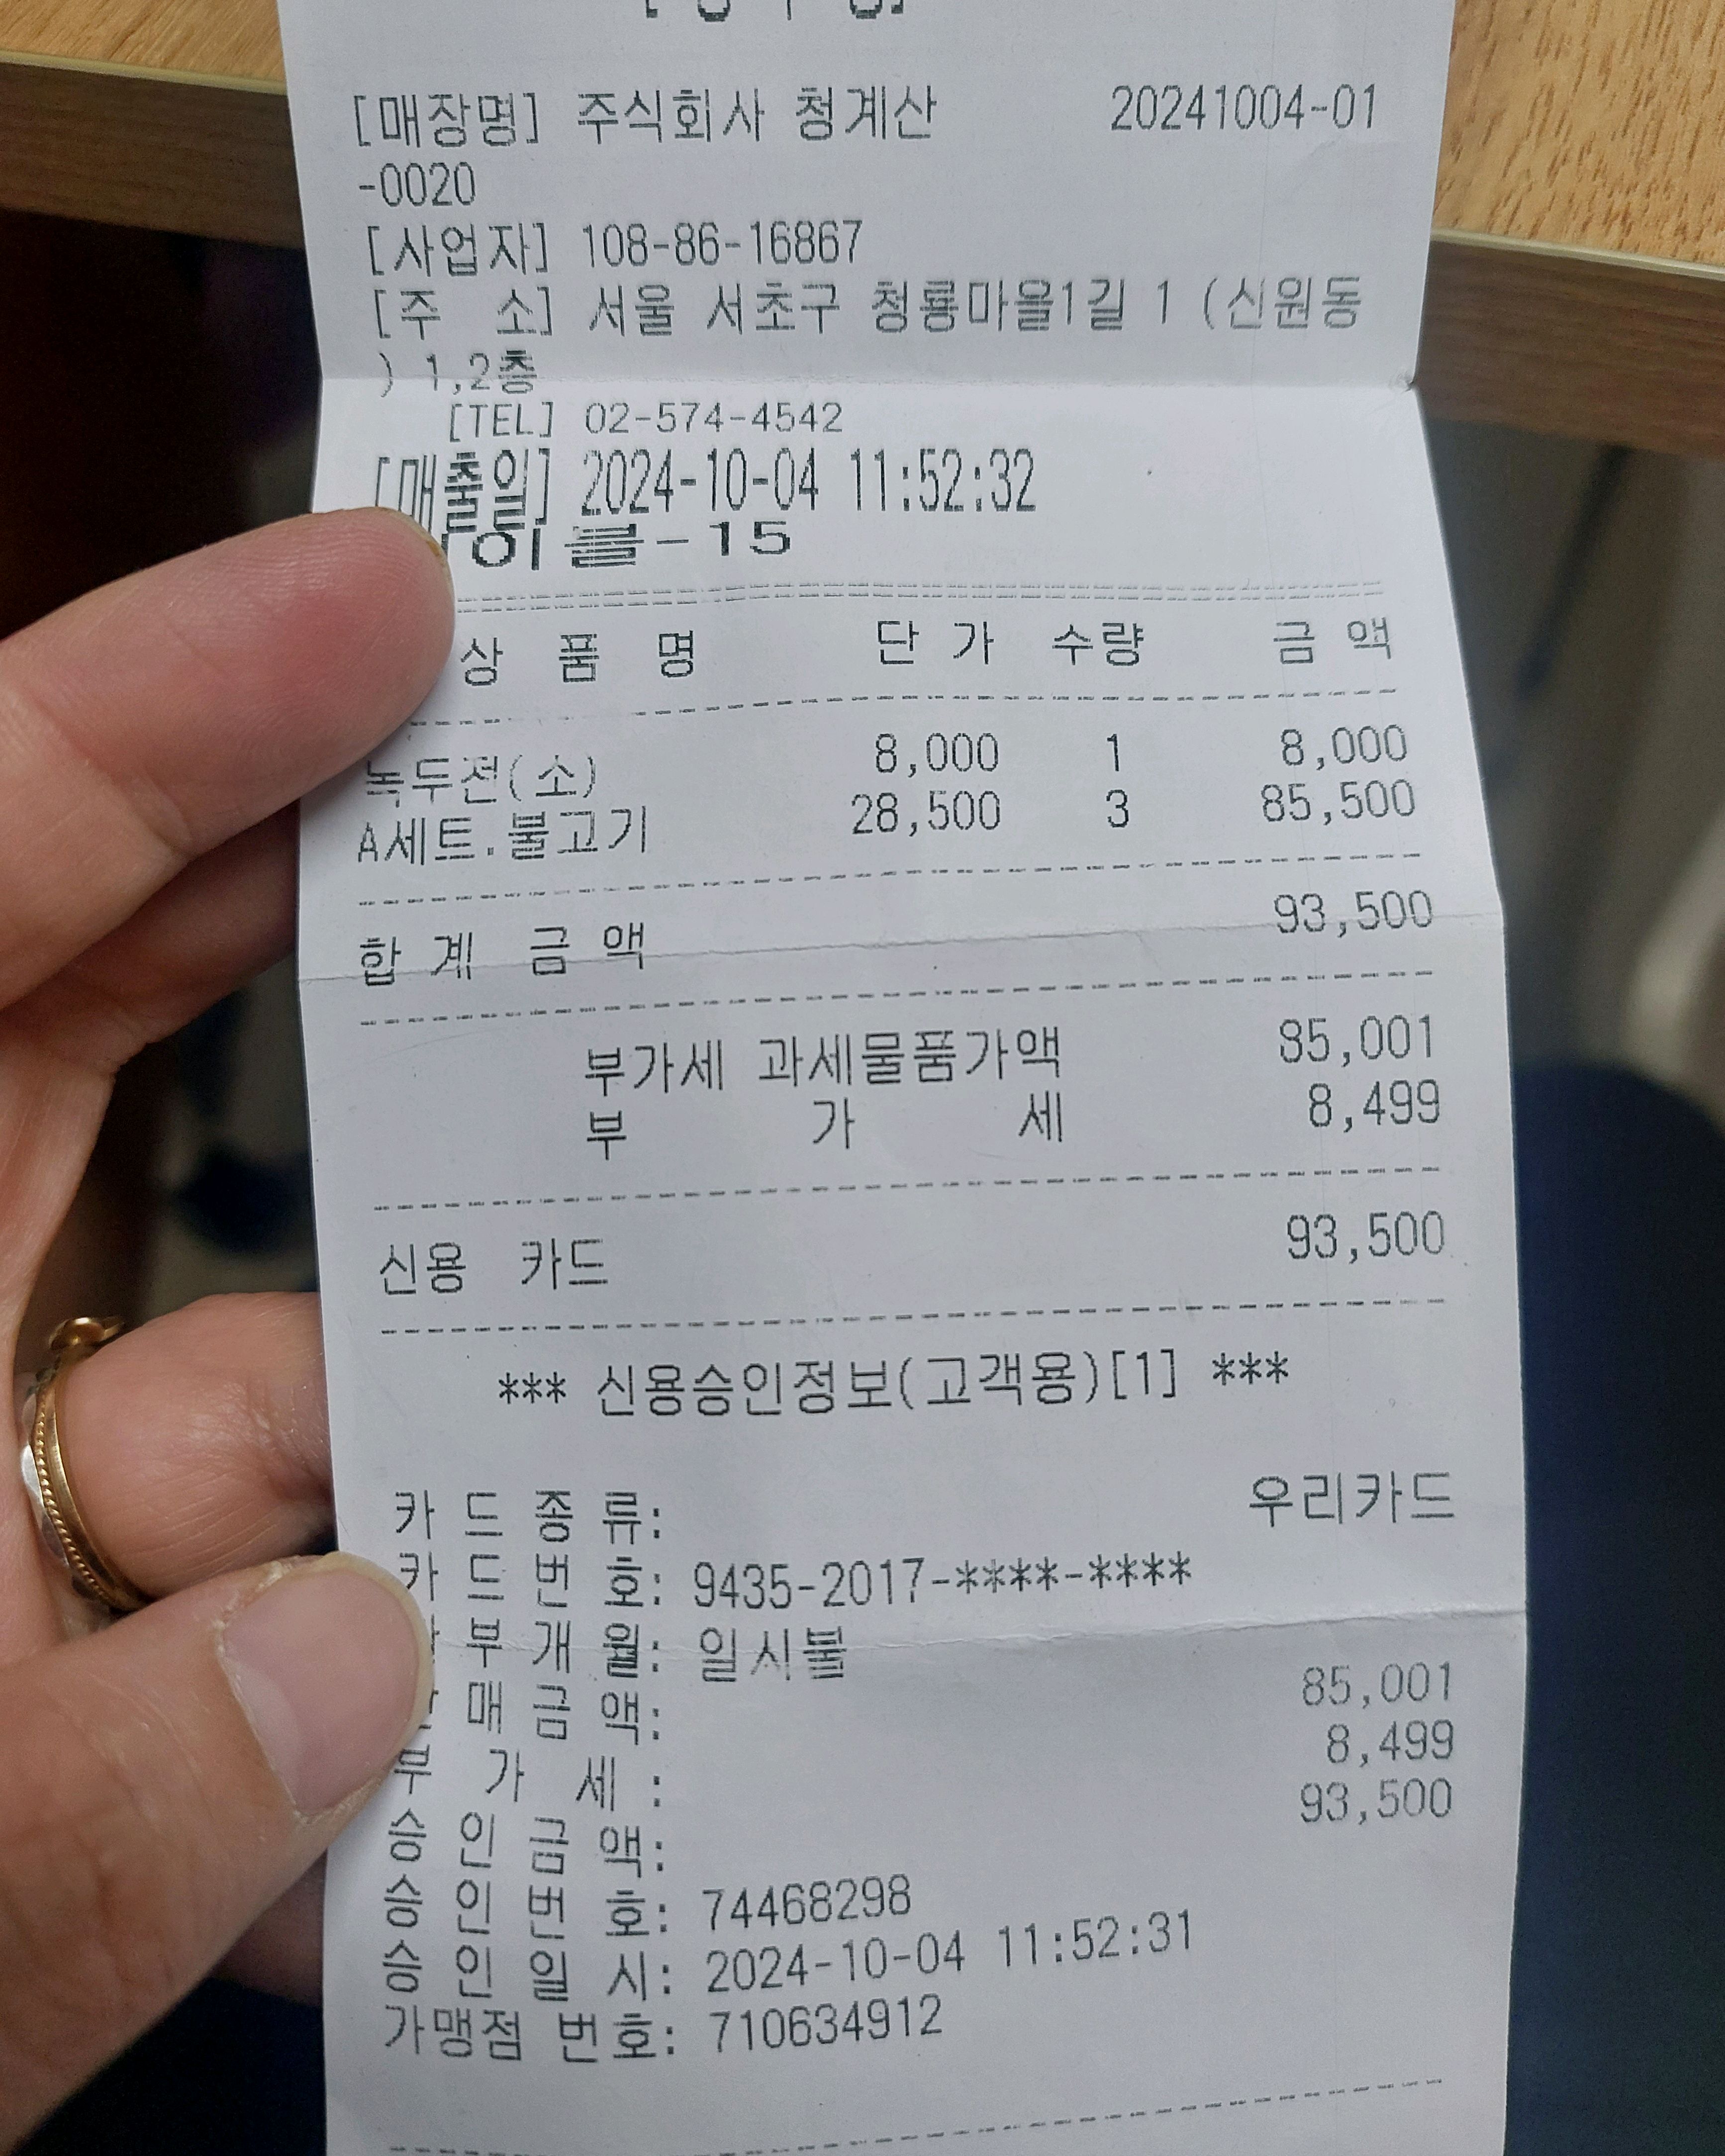 [매장명] 주식회사 청계산 20241004-01
-0020
[사업자] 108-86-16867
[주 소] 서울 서초구 청룡마을1길 1 (신원동
) 1,2층
[TEL] 02-574-4542
[매출일] 2024-10-04 11:52:32
이블-15
상 품 명 단 가 수량 금 액
녹두전(소) 8,000 1 8,000
A세트.불고기 28,500 3 85,500
합 계 금 액 93,500
부가세 과세물품가액 85,001
부 가 세 8,499
신용 카드 93,500
*** 신용승인정보(고객용)[1] ***
카 드 종 류: 우리카드
카 드 번 호: 9435-2017-****-****
부 개 월: 일시불
매 금 액: 85,001
부 가 세 : 8,499
승 인 금 액: 93,500
승 인 번 호: 74468298
승 인 일 시: 2024-10-04 11:52:31
가맹점 번호: 710634912